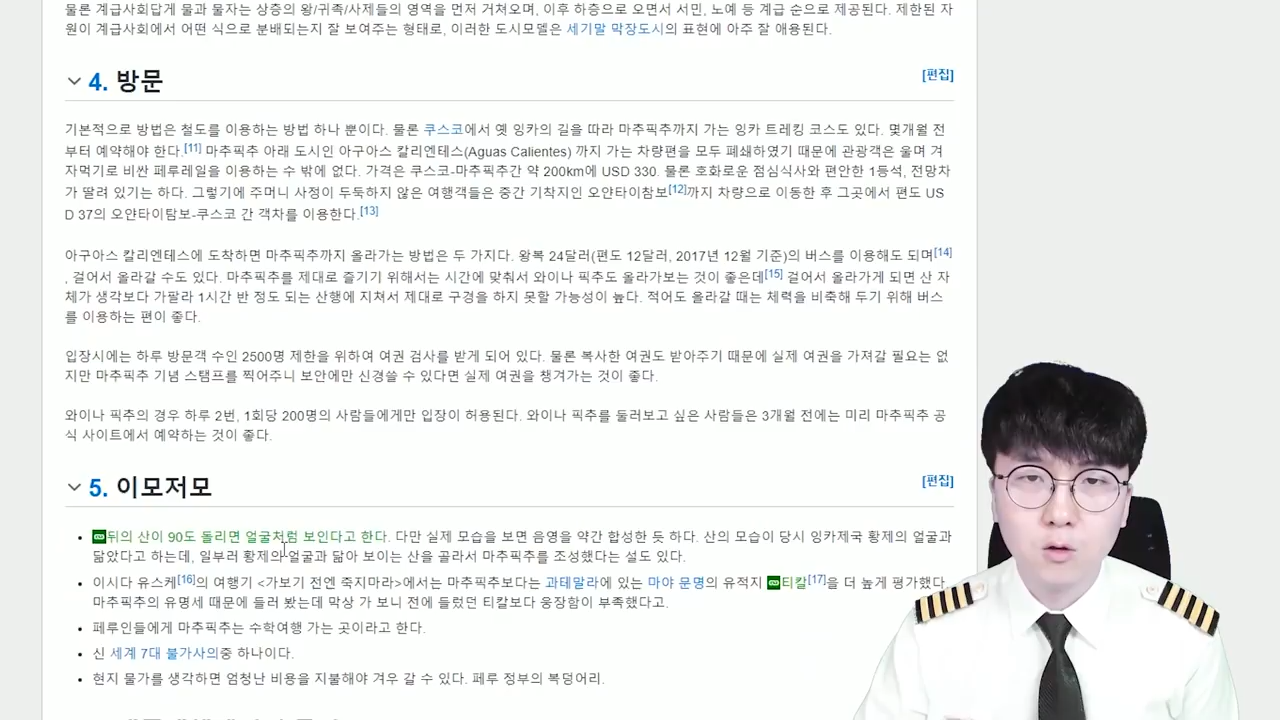 물론 계급사회답게 물과 물자는 상층의 왕/귀족/사제들의 영역을 먼저 거쳐오며, 이후 하층으로 오면서 서민, 노예 등 계급 순으로 제공된다. 제한된 자
원이 계급사회에서 어떤 식으로 분배되는지 잘 보여주는 형태로, 이러한 도시모델은 세기말 막장도시의 표현에 아주 잘 애용된다.
4. 방문 [편집]
기본적으로 방법은 철도를 이용하는 방법 하나 뿐이다. 물론 쿠스코에서 옛 잉카의 길을 따라 마추픽추까지 가는 잉카 트레킹 코스도 있다. 몇개월 전
부터 예약해야 한다.[11] 마추픽추 아래 도시인 아구아스 칼리엔테스(Aguas Calientes) 까지 가는 차량편을 모두 폐쇄하였기 때문에 관광객은 울며 겨
자먹기로 비싼 페루레일을 이용하는 수 밖에 없다. 가격은 쿠스코-마추픽추간 약 200km에 USD 330. 물론 호화로운 점심식사와 편안한 1등석, 전망차
가 딸려 있기는 하다. 그렇기에 주머니 사정이 두둑하지 않은 여행객들은 중간 기착지인 오얀타이참보[12]까지 차량으로 이동한 후 그곳에서 편도 US
D 37의 오얀타이탐보-쿠스코 간 객차를 이용한다.[13]
아구아스 칼리엔테스에 도착하면 마추픽추까지 올라가는 방법은 두 가지다. 왕복 24달러(편도 12달러, 2017년 12월 기준)의 버스를 이용해도 되며[14]
, 걸어서 올라갈 수도 있다. 마추픽추를 제대로 즐기기 위해서는 시간에 맞춰서 와이나 픽추도 올라가보는 것이 좋은데[15] 걸어서 올라가게 되면 산 자
체가 생각보다 가팔라 1시간 반 정도 되는 산행에 지쳐서 제대로 구경을 하지 못할 가능성이 높다. 적어도 올라갈 때는 체력을 비축해 두기 위해 버스
를 이용하는 편이 좋다.
입장시에는 하루 방문객 수인 2500명 제한을 위하여 여권 검사를 받게 되어 있다. 물론 복사한 여권도 받아주기 때문에 실제 여권을 가져갈 필요는 없
지만 마추픽추 기념 스탬프를 찍어주니 보안에만 신경쓸 수 있다면 실제 여권을 챙겨가는 것이 좋다.
와이나 픽추의 경우 하루 2번, 1회당 200명의 사람들에게만 입장이 허용된다. 와이나 픽추를 둘러보고 싶은 사람들은 3개월 전에는 미리 마추픽추 공
식 사이트에서 예약하는 것이 좋다.
5. 이모저모 [편집]
뒤의 산이 90도 돌리면 얼굴처럼 보인다고 한다. 다만 실제 모습을 보면 음영을 약간 합성한 듯 하다. 산의 모습이 당시 잉카제국 황제의 얼굴과
닮았다고 하는데, 일부러 황제의 얼굴과 닮아 보이는 산을 골라서 마추픽추를 조성했다는 설도 있다.
이시다 유스케[16]의 여행기 <가보기 전엔 죽지마라>에서는 마추픽추보다는 과테말라에 있는 마야 문명의 유적지 티칼[17]을 더 높게 평가했다.
마추픽추의 유명세 때문에 들러 봤는데 막상 가 보니 전에 들렀던 티칼보다 웅장함이 부족했다고.
페루인들에게 마추픽추는 수학여행 가는 곳이라고 한다.
신 세계 7대 불가사의중 하나이다.
현지 물가를 생각하면 엄청난 비용을 지불해야 겨우 갈 수 있다. 페루 정부의 복덩어리.